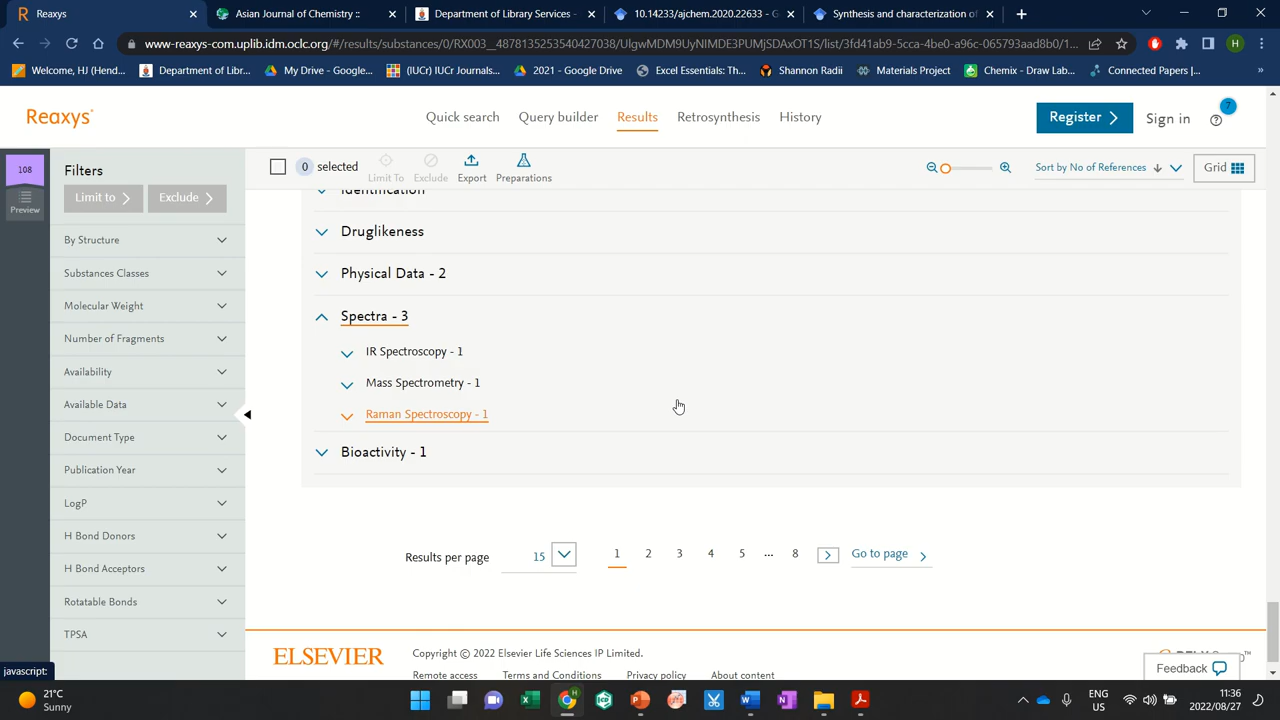 Reaxys
Asian Journal of Chemistry ::
Department of Library Services -
10.14233/ajchem.2020.22633 - G
Synthesis and characterization of
www-reaxys-com.uplib.idm.oclc.org/#/results/substances/0/RX003__4878135253540427038/UlgwMDM9UyNIMDE3PUMjSDAxOT1S/list/3fd41ab9-5cca-4be0-a96c-065793aad8b0/1...
H
Welcome, HJ (Hend...
Department of Libr...
My Drive - Google...
(IUCr) IUCr Journals...
2021 - Google Drive
Excel Essentials: Th...
Shannon Radii
Materials Project
Chemix - Draw Lab...
Connected Papers |...
»
Reaxys
Quick search
Query builder
Results
Retrosynthesis
History
Register
Sign in
7
108
Preview
Filters
Limit to
Exclude
0 selected
Limit To
Exclude
Export
Preparations
Sort by No of References
Grid
By Structure
Substances Classes
Molecular Weight
Number of Fragments
Availability
Available Data
Document Type
Publication Year
LogP
H Bond Donors
H Bond Acceptors
Rotatable Bonds
TPSA
Identification
Druglikeness
Physical Data - 2
Spectra - 3
IR Spectroscopy - 1
Mass Spectrometry - 1
Raman Spectroscopy - 1
Bioactivity - 1
Results per page 15
1 2 3 4 5 ... 8
Go to page
ELSEVIER
Copyright © 2022 Elsevier Life Sciences IP Limited.
Remote access
Terms and Conditions
Privacy policy
About content
Feedback
javascript:
21°C
Sunny
ENG
US
11:36
2022/08/27